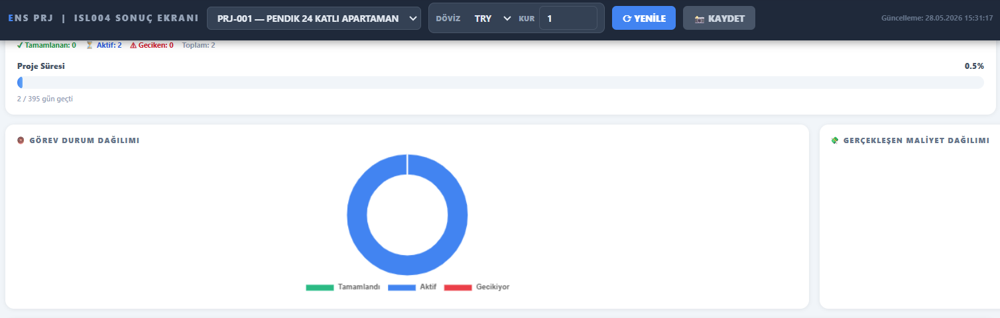 ENS PRJ | ISL004 SONUÇ EKRANI
PRJ-001 — PENDIK 24 KATLI APARTAMAN
DÖVİZ TRY KUR 1
YENİLE
KAYDET
Güncelleme: 28.05.2026 15:31:17
Tamamlanan: 0 Aktif: 2 Geciken: 0 Toplam: 2
Proje Süresi 0.5%
2 / 395 gün geçti
GÖREV DURUM DAĞILIMI
Tamamlandı Aktif Gecikiyor
GERÇEKLEŞEN MALİYET DAĞILIMI